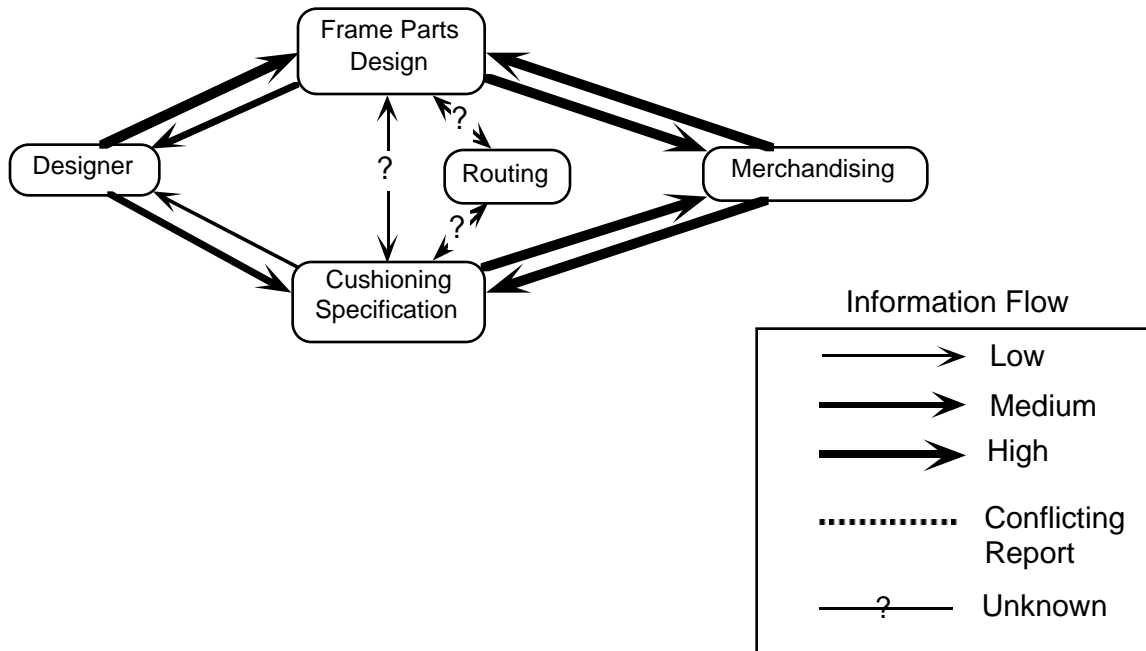 Frame Parts
Design
?
?
Designer
Routing
Merchandising
?
Cushioning
Specification
Information Flow
Low
Medium
High
Conflicting
Report
? Unknown